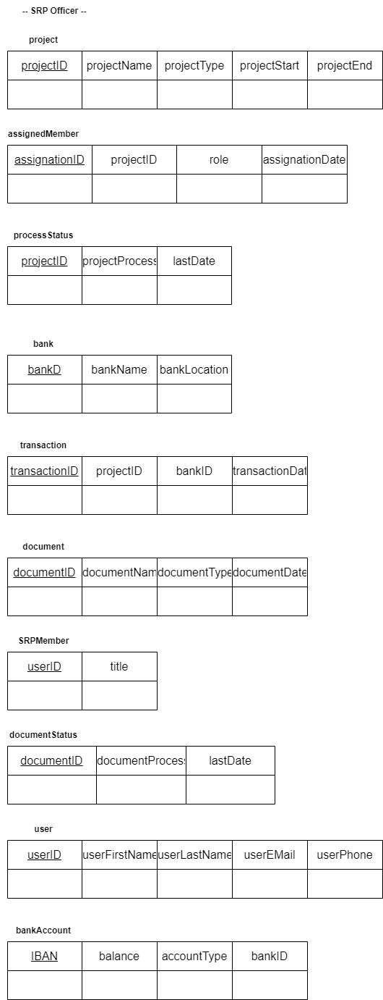 -- SRP Officer --
project
projectID projectName projectType projectStart projectEnd
assignedMember
assignationID projectID role assignationDate
processStatus
projectID projectProcess lastDate
bank
bankD bankName bankLocation
transaction
transactionID projectID bankID transactionDat
document
documentID documentNam documentType documentDate
SRPMember
userID title
documentStatus
documentID documentProces lastDate
user
userID userFirstName userLastName userEMail userPhone
bankAccount
IBAN balance accountType bankID